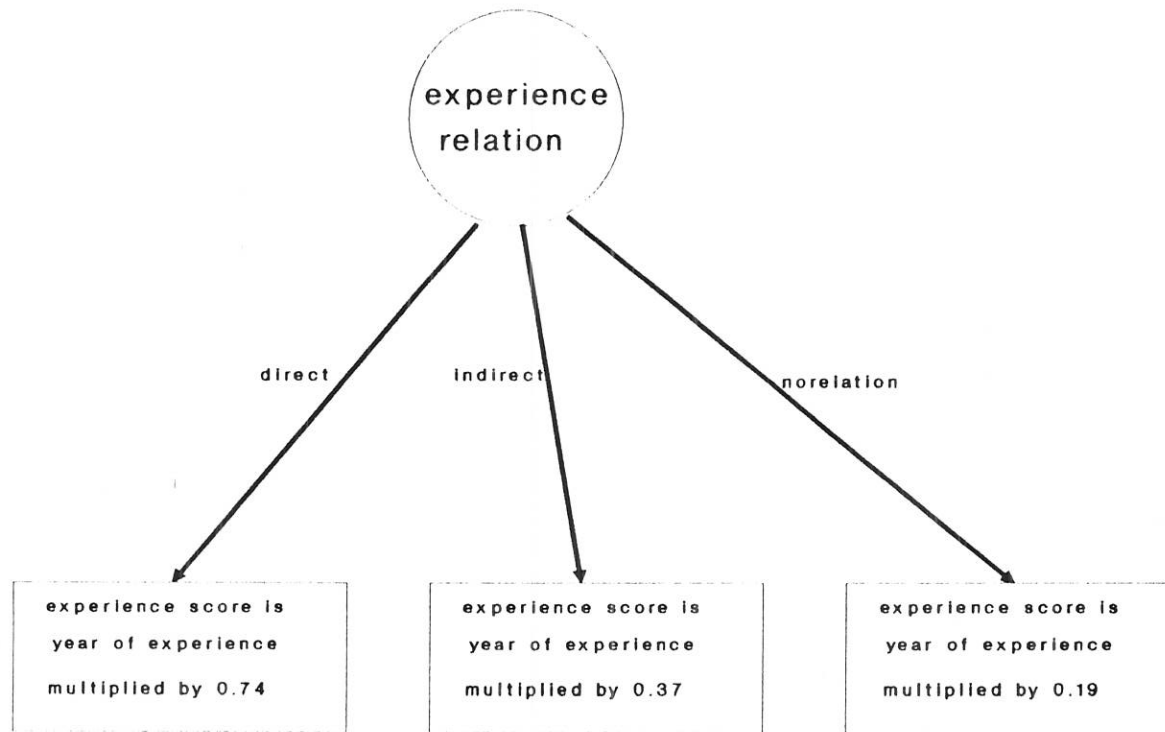 experience
relation
direct
indirect
norelation
experience score is
year of experience
multiplied by 0.74
experience score is
year of experience
multiplied by 0.37
experience score is
year of experience
multiplied by 0.19